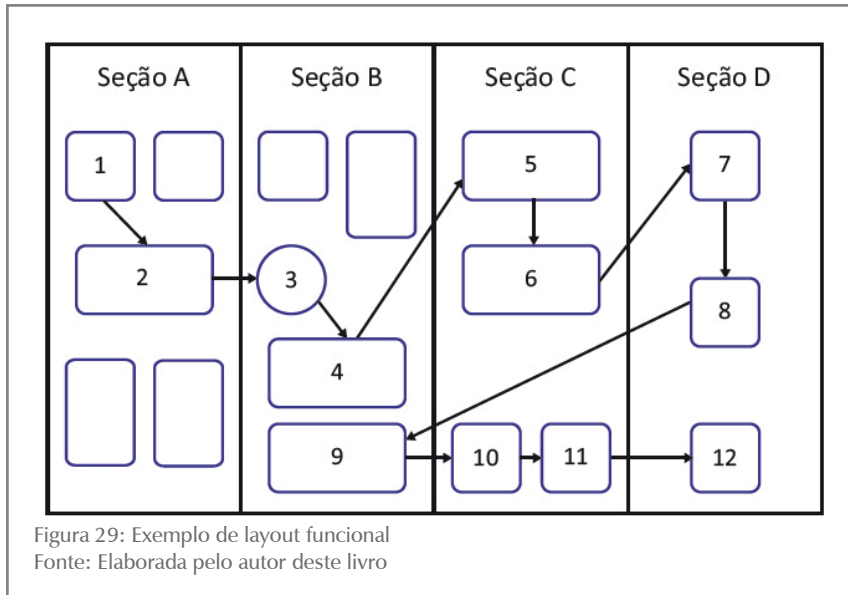 Seção A Seção B Seção C Seção D
1 5 7
2 3 6 8
4
9 10 11 12
Figura 29: Exemplo de layout funcional
Fonte: Elaborada pelo autor deste livro